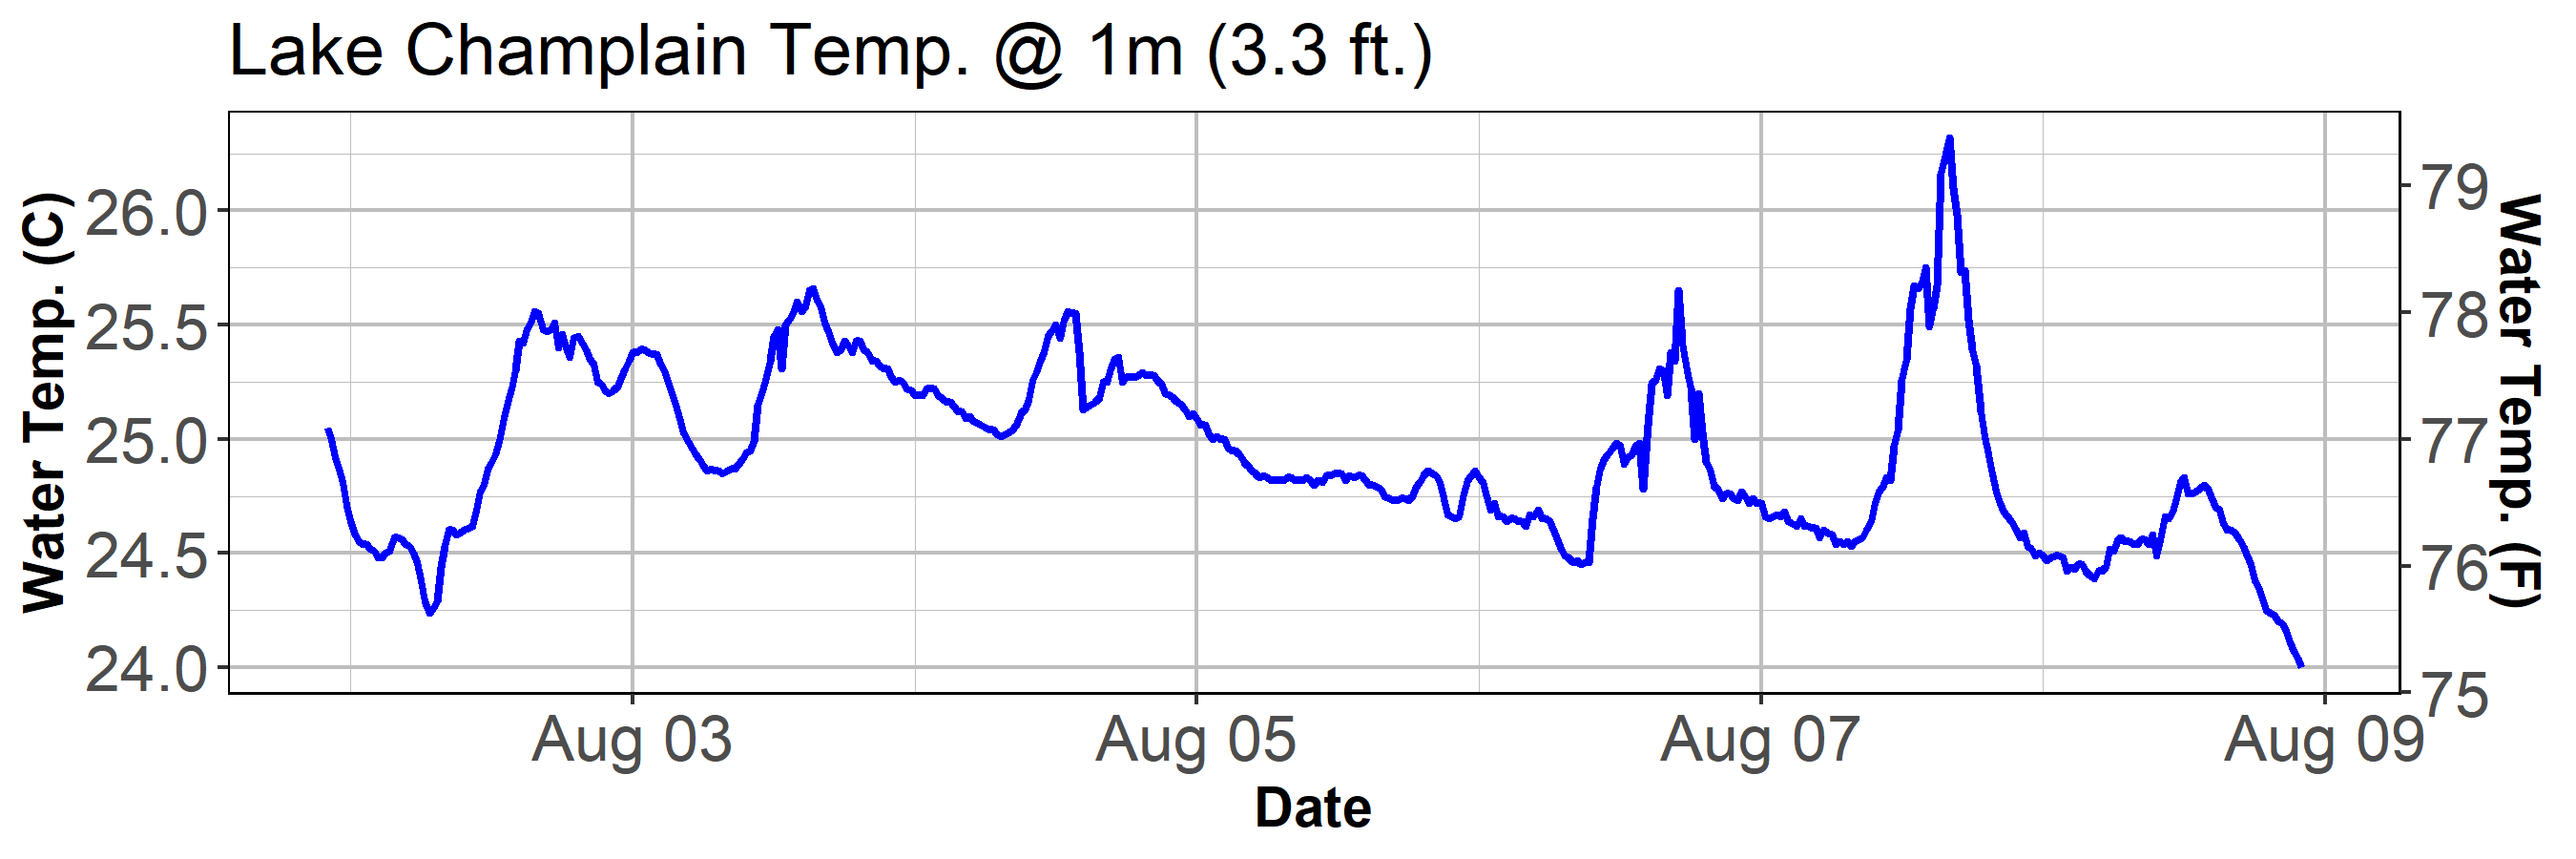 Lake Champlain Temp. @ 1m (3.3 ft.)
Water Temp. (C)
26.0
25.5
25.0
24.5
24.0
79
78
77
76
75
Water Temp. (F)
Aug 03 Aug 05 Aug 07 Aug 09
Date